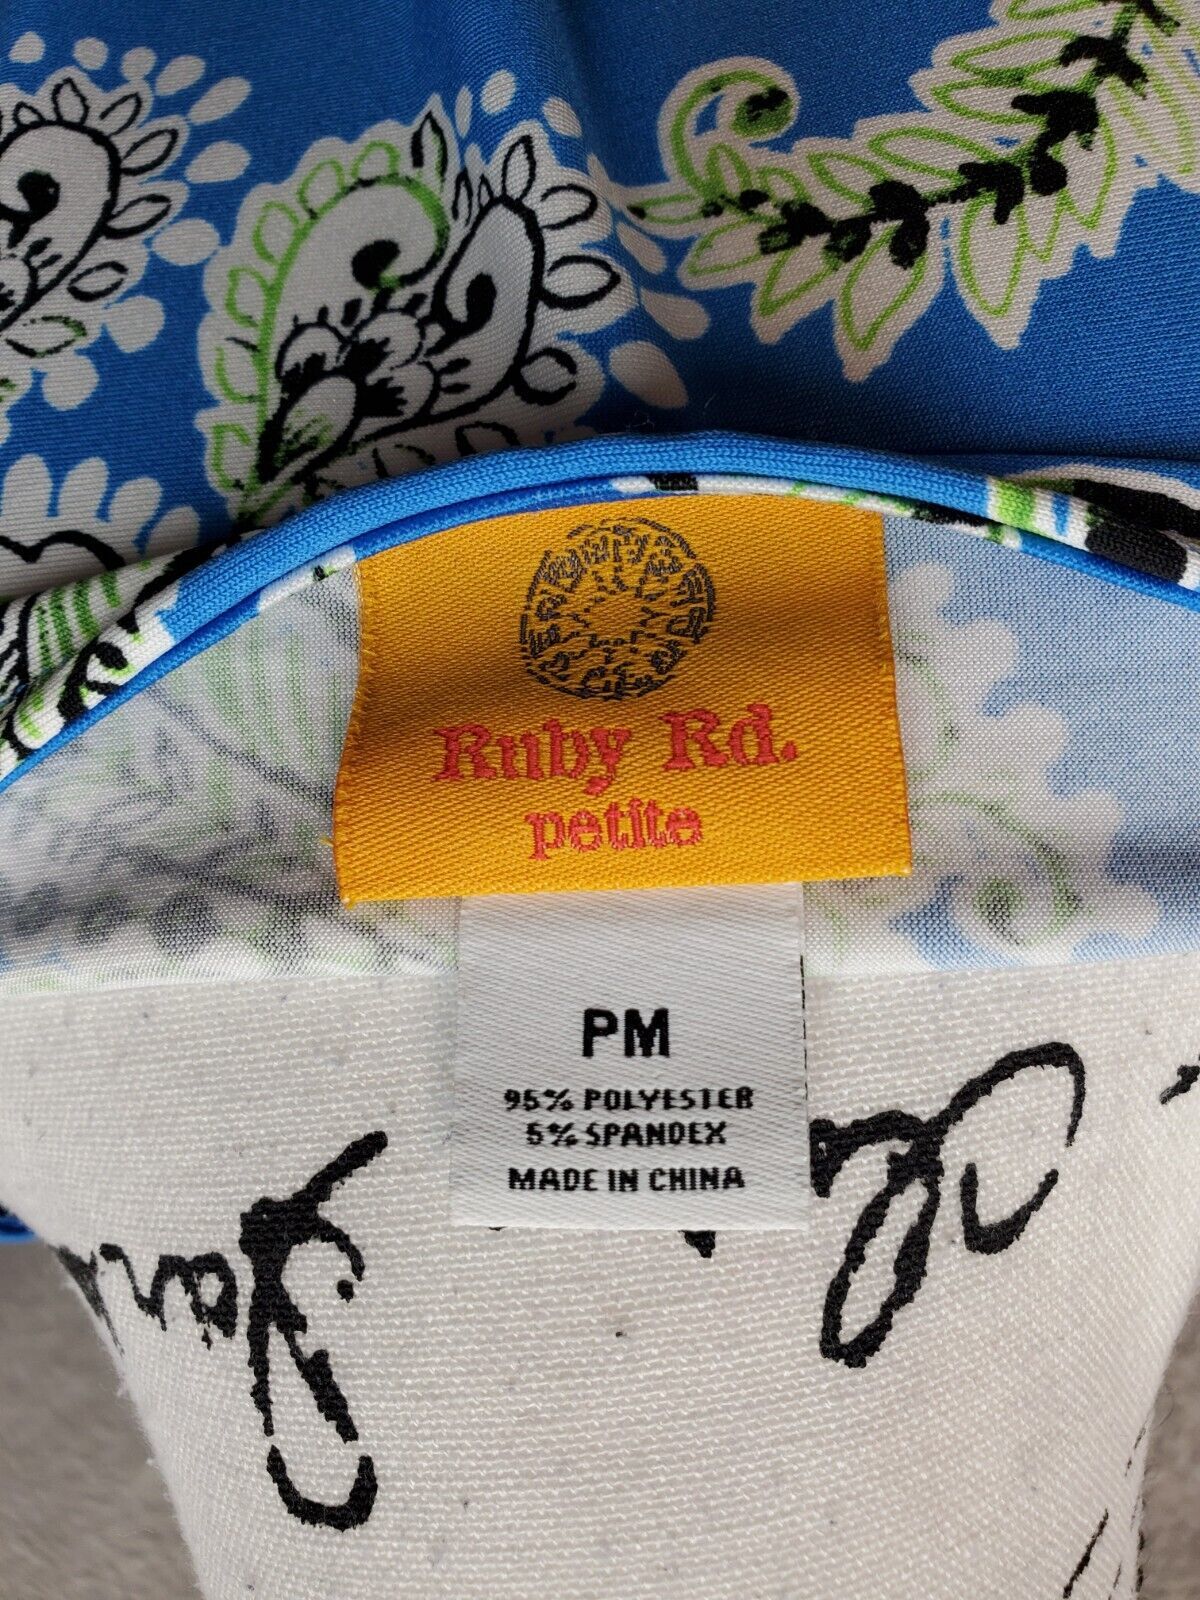 Ruby Rd.
petite
PM
95% POLYESTER
5% SPANDEX
MADE IN CHINA